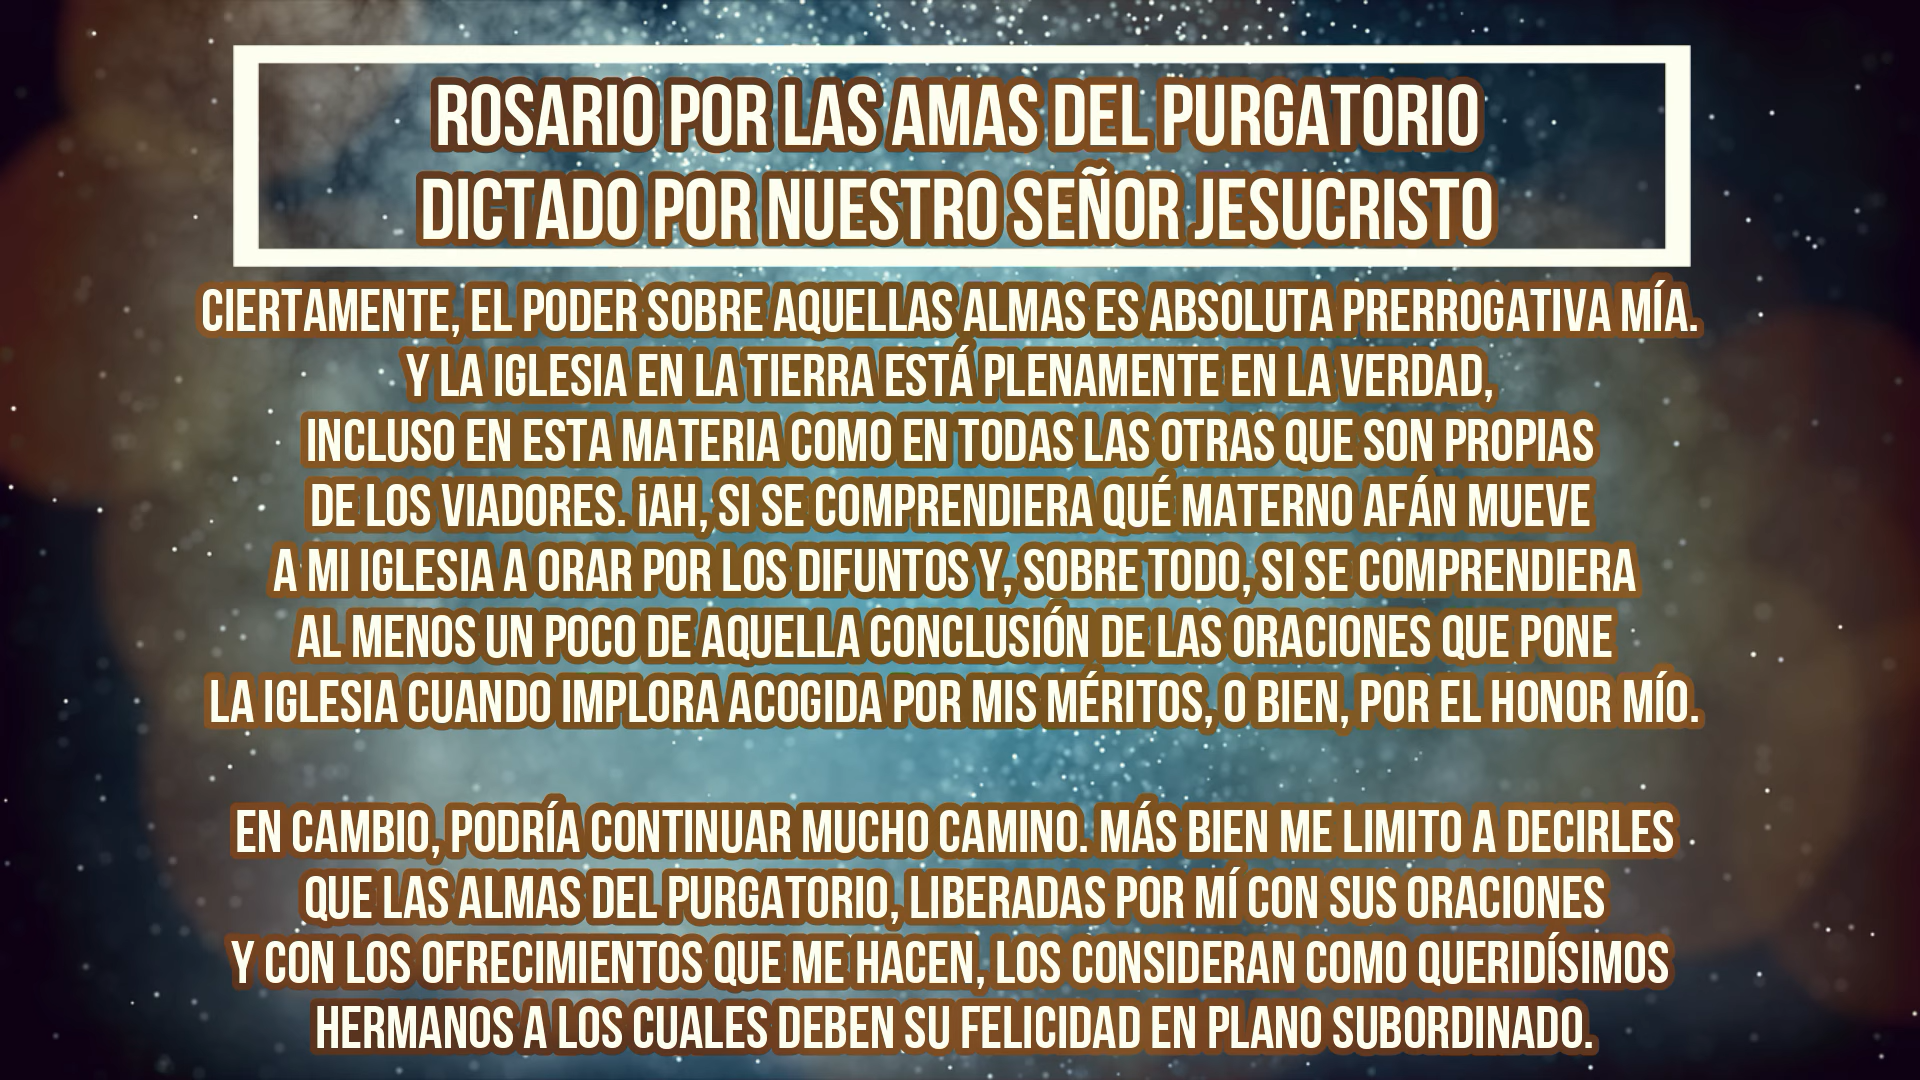 ROSARIO POR LAS AMAS DEL PURGATORIO
DICTADO POR NUESTRO SEÑOR JESUCRISTO
CIERTAMENTE, EL PODER SOBRE AQUELLAS ALMAS ES ABSOLUTA PRERROGATIVA MÍA.
Y LA IGLESIA EN LA TIERRA ESTÁ PLENAMENTE EN LA VERDAD,
INCLUSO EN ESTA MATERIA COMO EN TODAS LAS OTRAS QUE SON PROPIAS
DE LOS VIADORES. ¡AH, SI SE COMPRENDIERA QUÉ MATERNO AFÁN MUEVE
A MI IGLESIA A ORAR POR LOS DIFUNTOS Y, SOBRE TODO, SI SE COMPRENDIERA
AL MENOS UN POCO DE AQUELLA CONCLUSIÓN DE LAS ORACIONES QUE PONE
LA IGLESIA CUANDO IMPLORA ACOGIDA POR MIS MÉRITOS, O BIEN, POR EL HONOR MÍO.
EN CAMBIO, PODRÍA CONTINUAR MUCHO CAMINO. MÁS BIEN ME LIMITO A DECIRLES
QUE LAS ALMAS DEL PURGATORIO, LIBERADAS POR MÍ CON SUS ORACIONES
Y CON LOS OFRECIMIENTOS QUE ME HACEN, LOS CONSIDERAN COMO QUERIDÍSIMOS
HERMANOS A LOS CUALES DEBEN SU FELICIDAD EN PLANO SUBORDINADO.